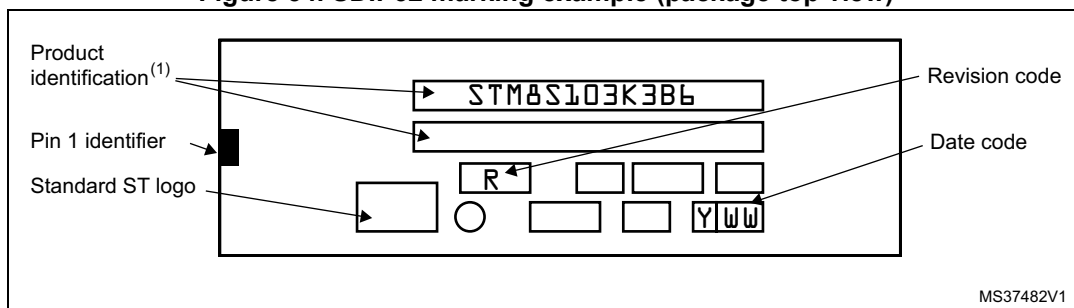 Figure SDIP32 marking example (package top view)
Product
identification(1)
STM8S103K3B6
Revision code
Pin 1 identifier
Date code
Standard ST logo
R
Y WW
MS37482V1